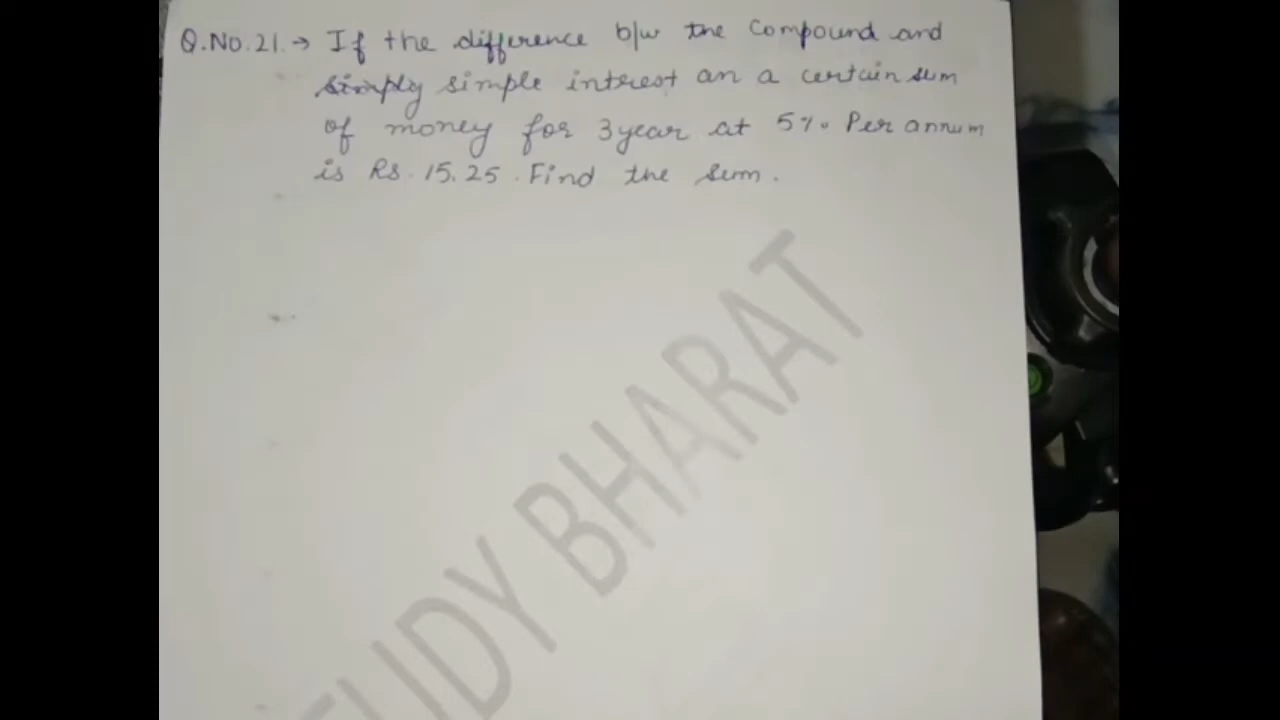 Q.No.21.→ If the difference b/w the Compound and
simply simple interest an a certain sum
of money for 3 year at 5% Per annum
is Rs. 15.25. Find the sum.
STUDY BHARAT